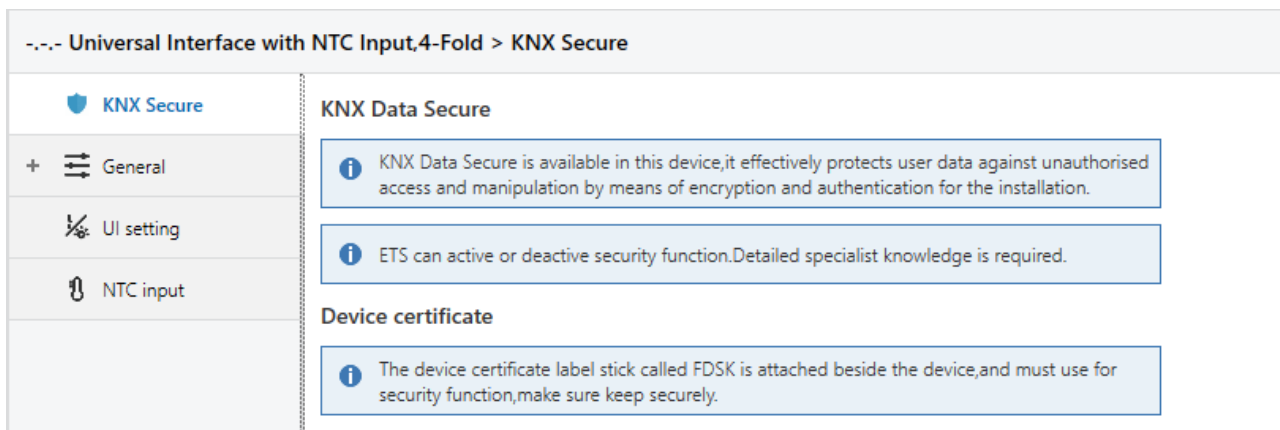 -.-.- Universal Interface with NTC Input,4-Fold > KNX Secure
KNX Secure
+ General
UI setting
NTC input
KNX Data Secure
KNX Data Secure is available in this device,it effectively protects user data against unauthorised
access and manipulation by means of encryption and authentication for the installation.
ETS can active or deactive security function.Detailed specialist knowledge is required.
Device certificate
The device certificate label stick called FDSK is attached beside the device,and must use for
security function,make sure keep securely.